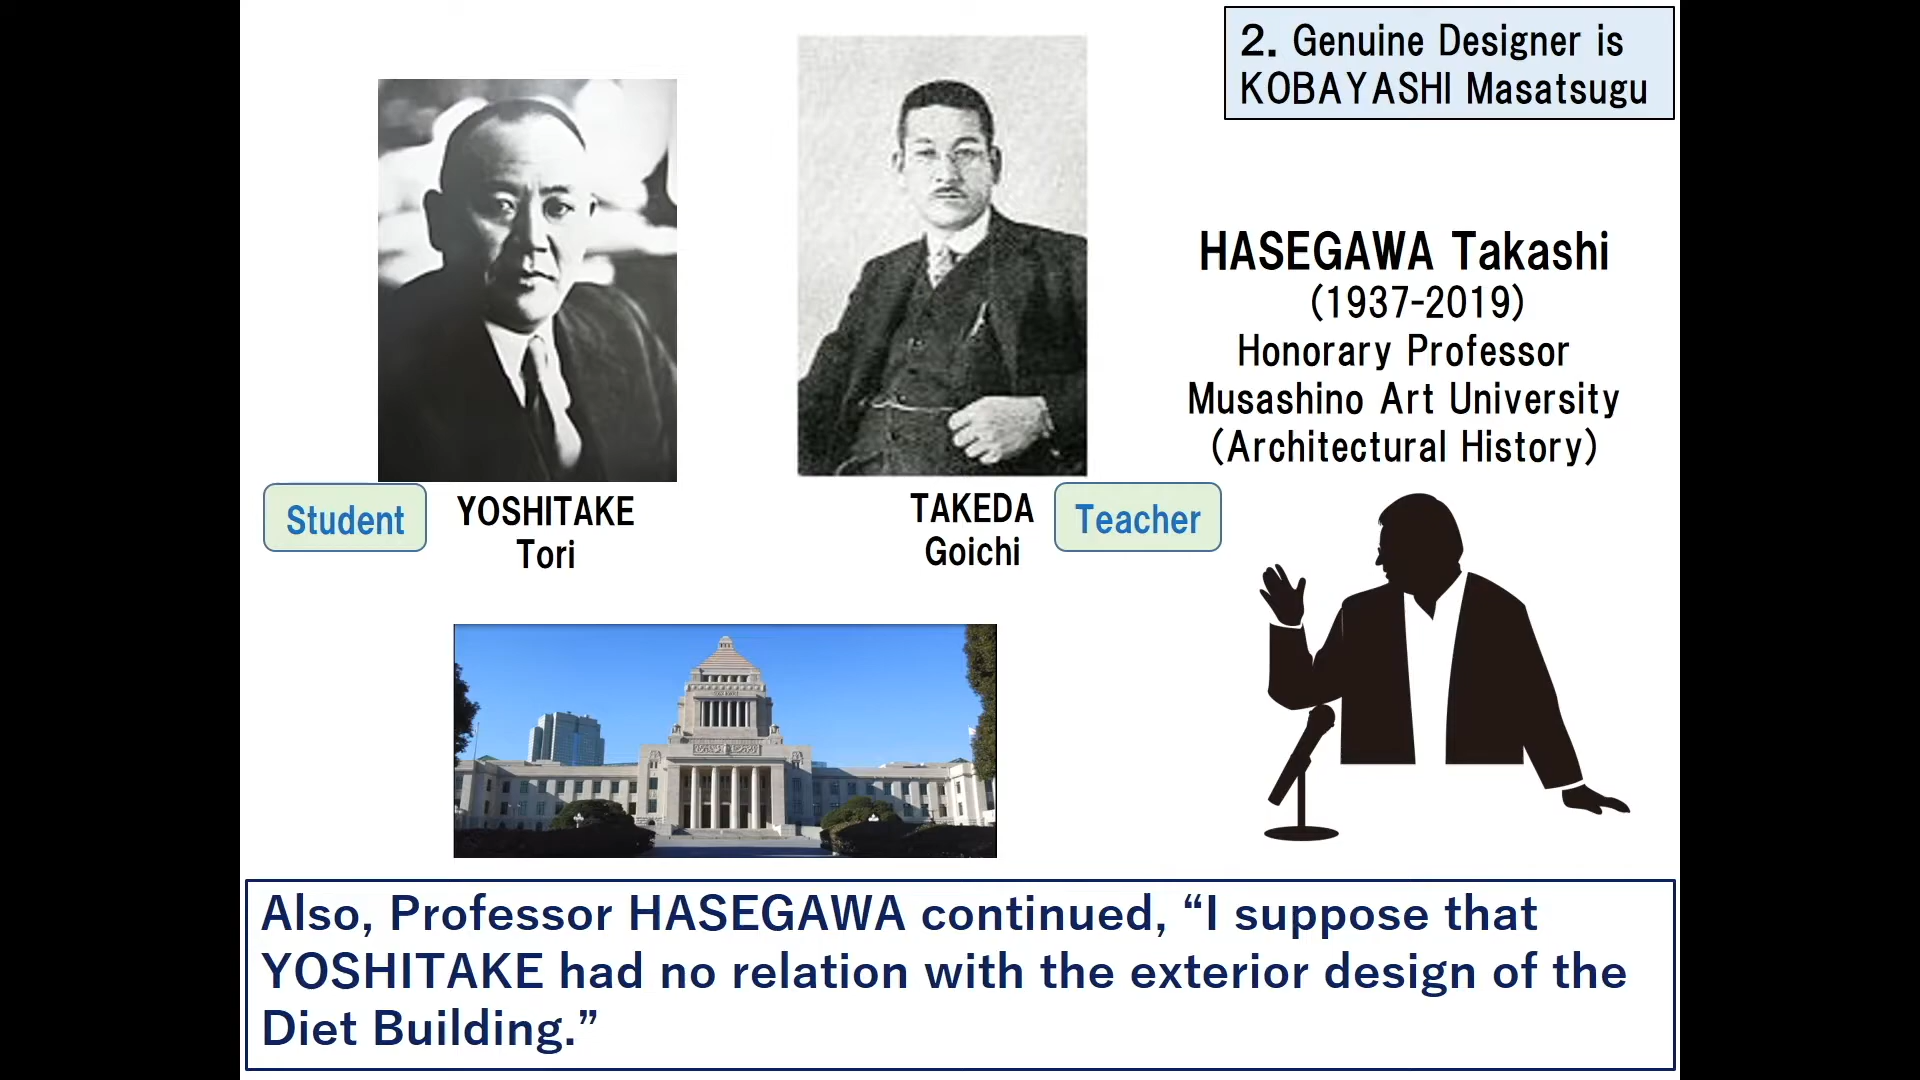 2. Genuine Designer is
KOBAYASHI Masatsugu
HASEGAWA Takashi
(1937-2019)
Honorary Professor
Musashino Art University
(Architectural History)
Student
YOSHITAKE
Tori
TAKEDA
Goichi
Teacher
Also, Professor HASEGAWA continued, “I suppose that
YOSHITAKE had no relation with the exterior design of the
Diet Building.”